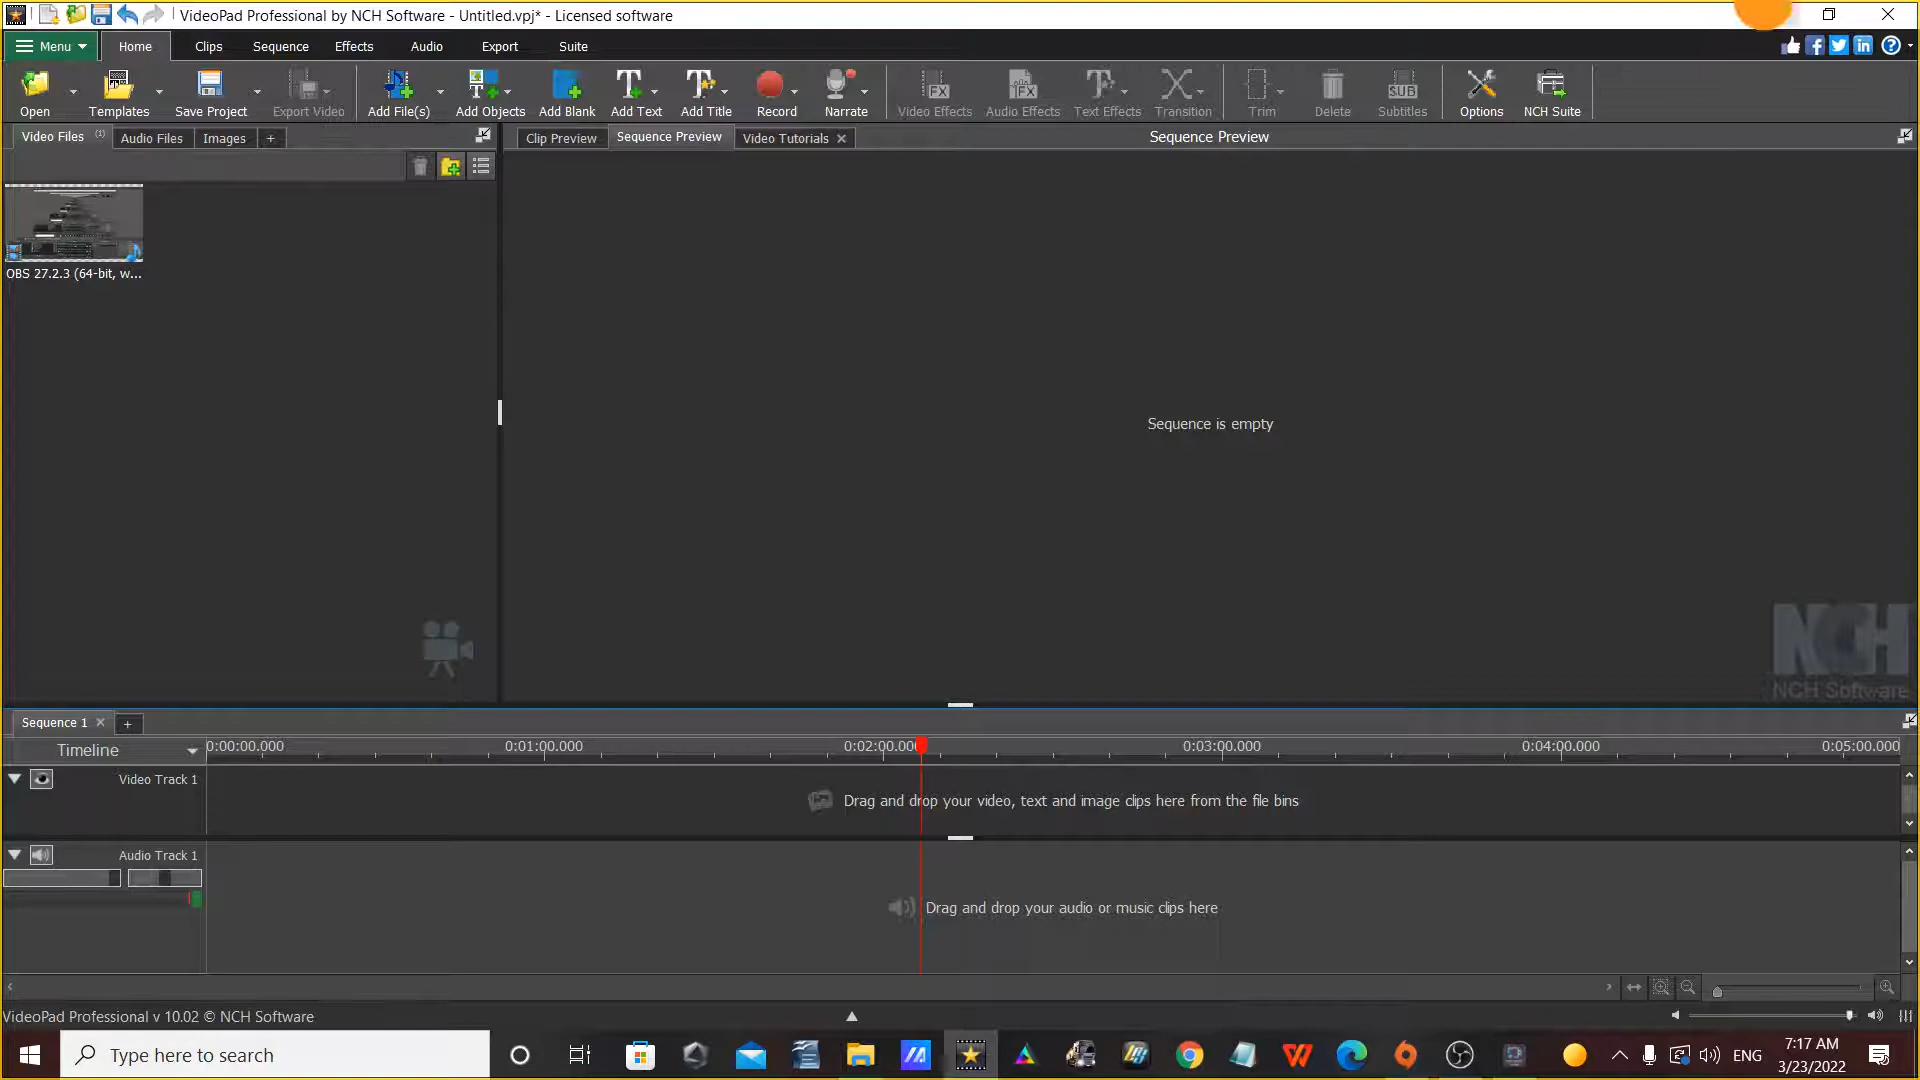 VideoPad Professional by NCH Software - Untitled.vpj* - Licensed software
Menu Home Clips Sequence Effects Audio Export Suite
Open Templates Save Project Export Video Add File(s) Add Objects Add Blank Add Text Add Title Record Narrate Video Effects Audio Effects Text Effects Transition Trim Delete Subtitles Options NCH Suite
Video Files (1) Audio Files Images + Clip Preview Sequence Preview Video Tutorials Sequence Preview
OBS 27.2.3 (64-bit, w...
Sequence is empty
NCH
NCH Software
Sequence 1 +
Timeline 0:00:00.000 0:01:00.000 0:02:00.000 0:03:00.000 0:04:00.000 0:05:00.000
Video Track 1
Drag and drop your video, text and image clips here from the file bins
Audio Track 1
Drag and drop your audio or music clips here
VideoPad Professional v 10.02 © NCH Software
Type here to search
ENG
7:17 AM
3/23/2022